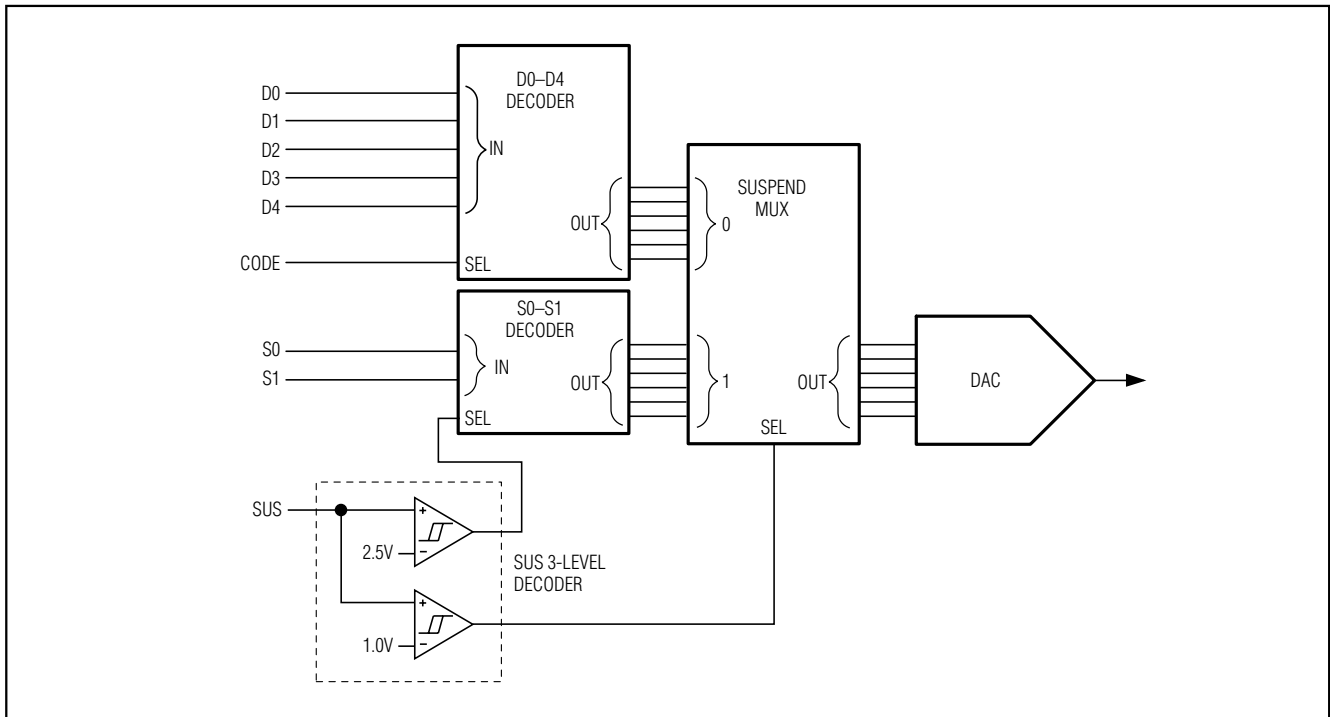 D0–D4
DECODER
D0
D1
D2
D3
D4
IN
OUT
CODE
SEL
SUSPEND
MUX
0
1
OUT
SEL
S0–S1
DECODER
S0
S1
IN
OUT
SEL
DAC
SUS
+
2.5V
–
SUS 3-LEVEL
DECODER
+
1.0V
–